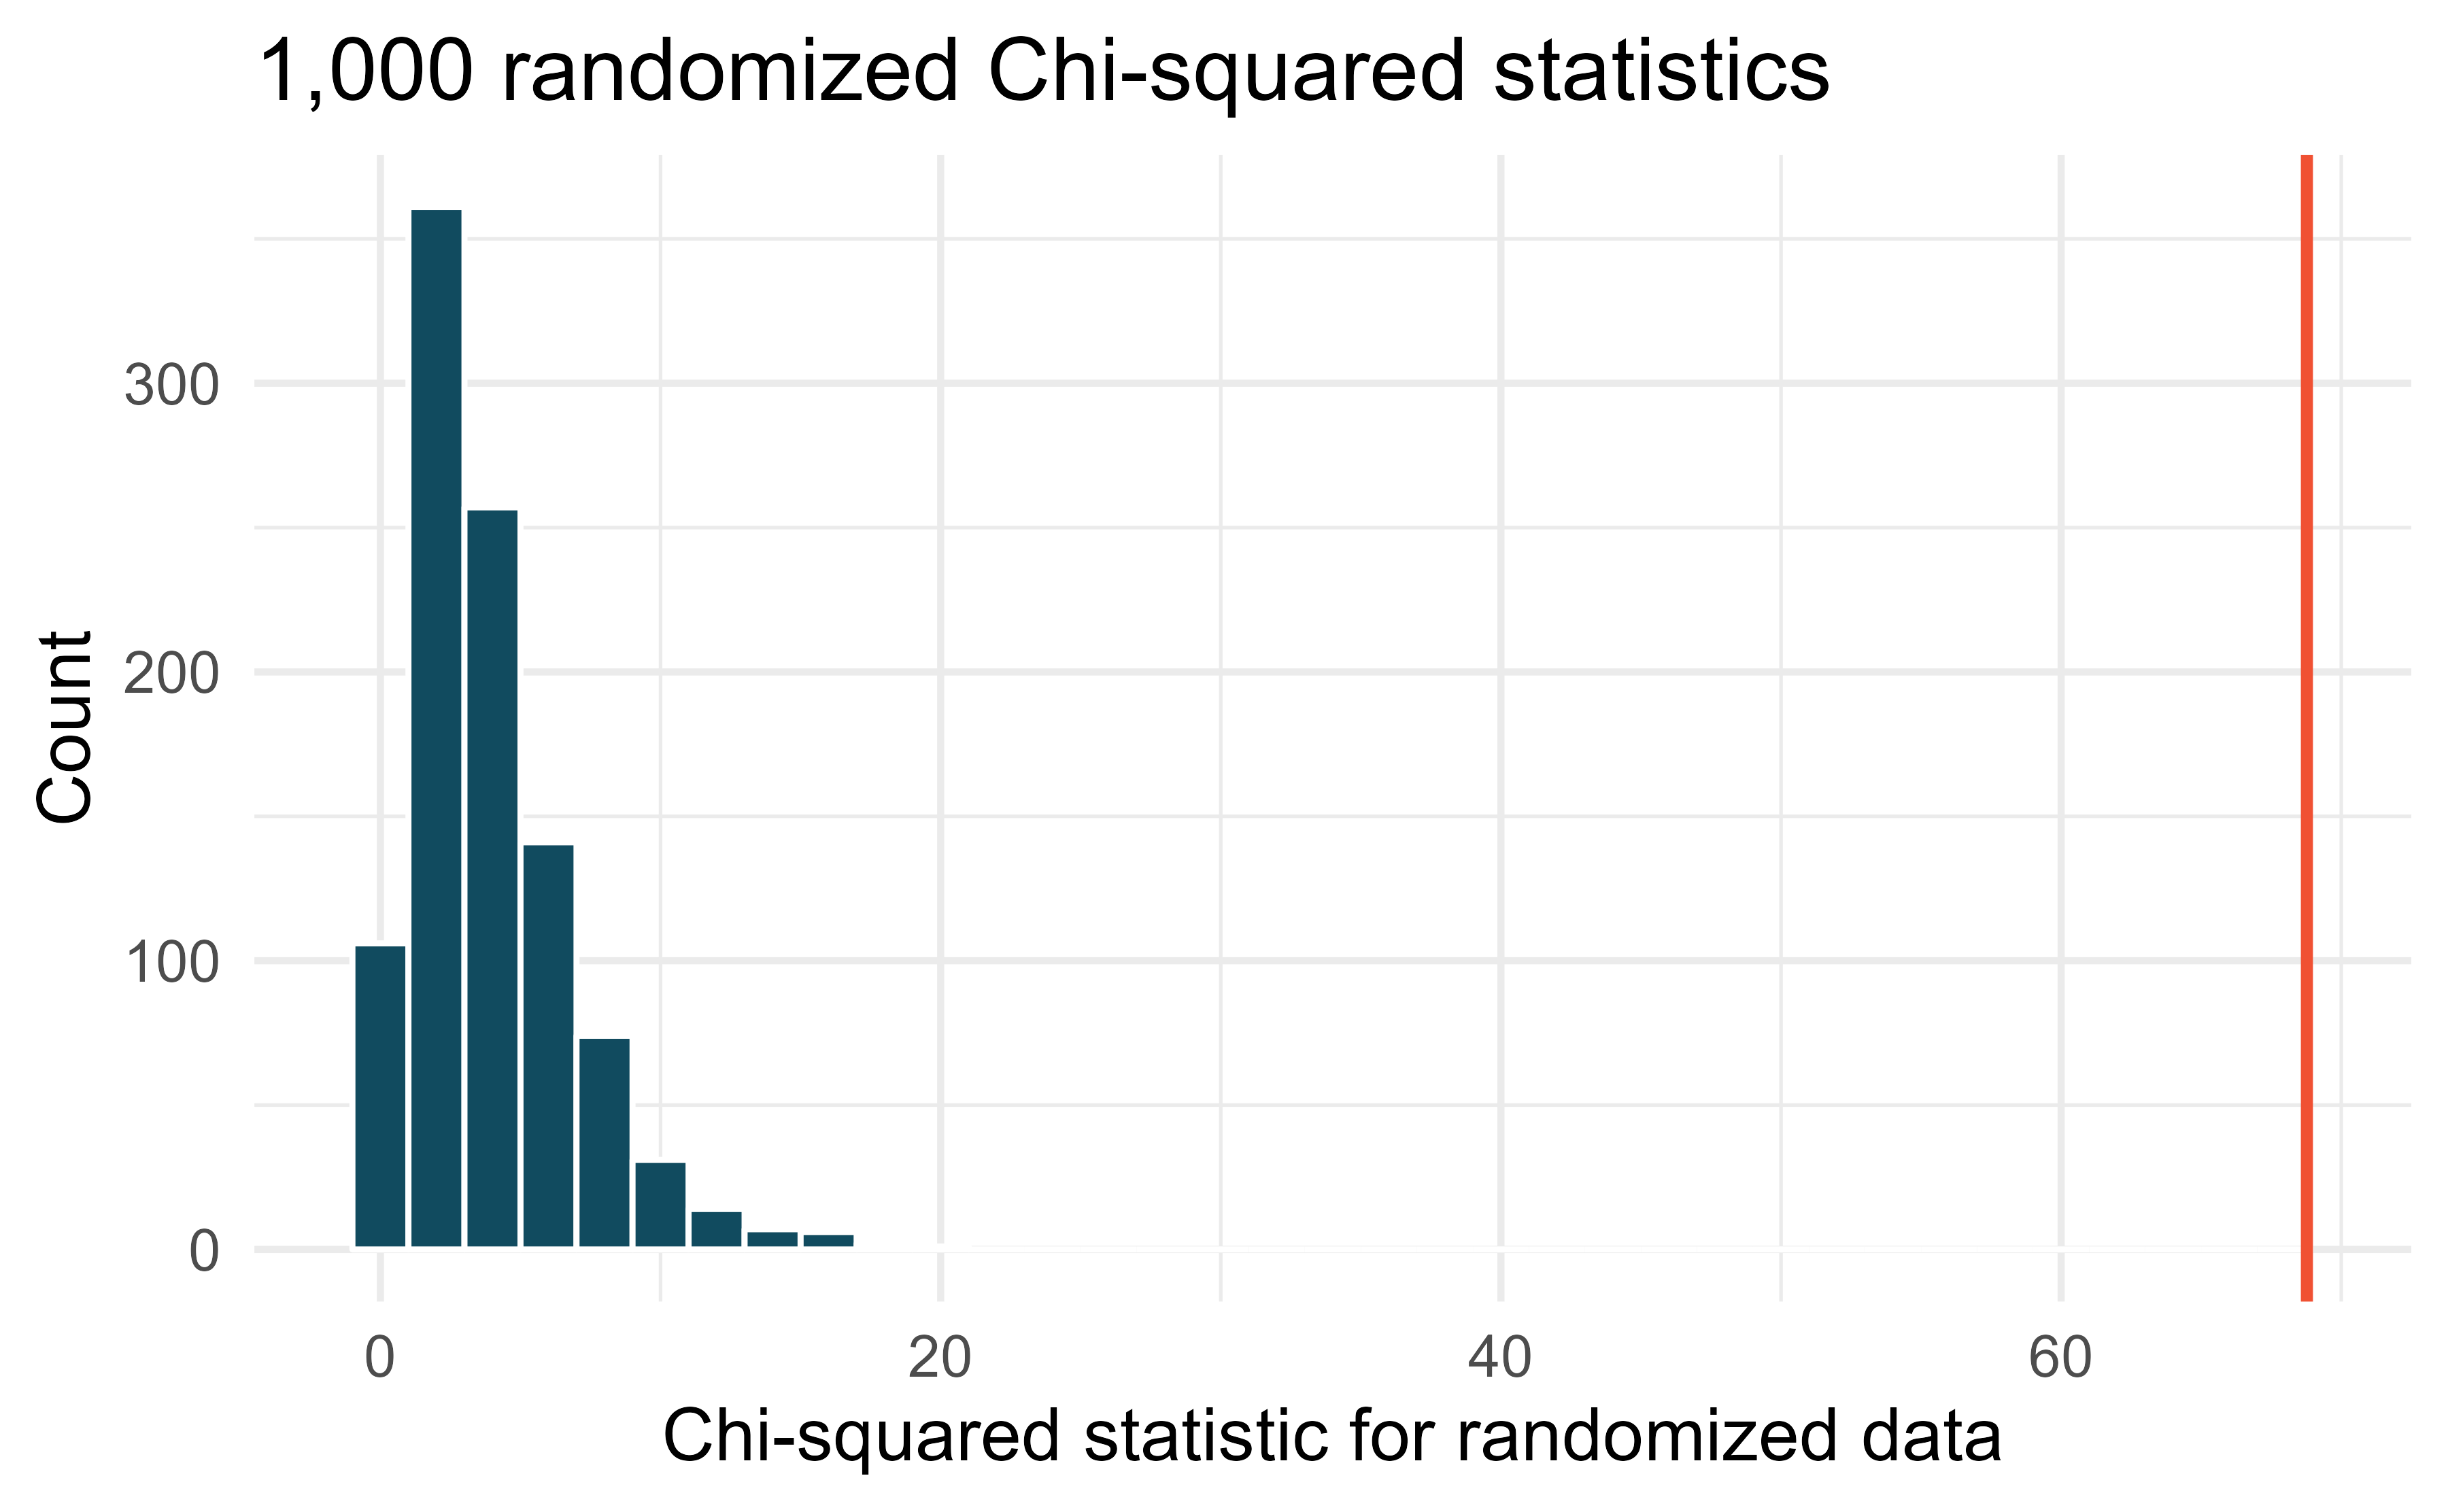 1,000 randomized Chi-squared statistics
300
200
100
0
Count
0 20 40 60
Chi-squared statistic for randomized data